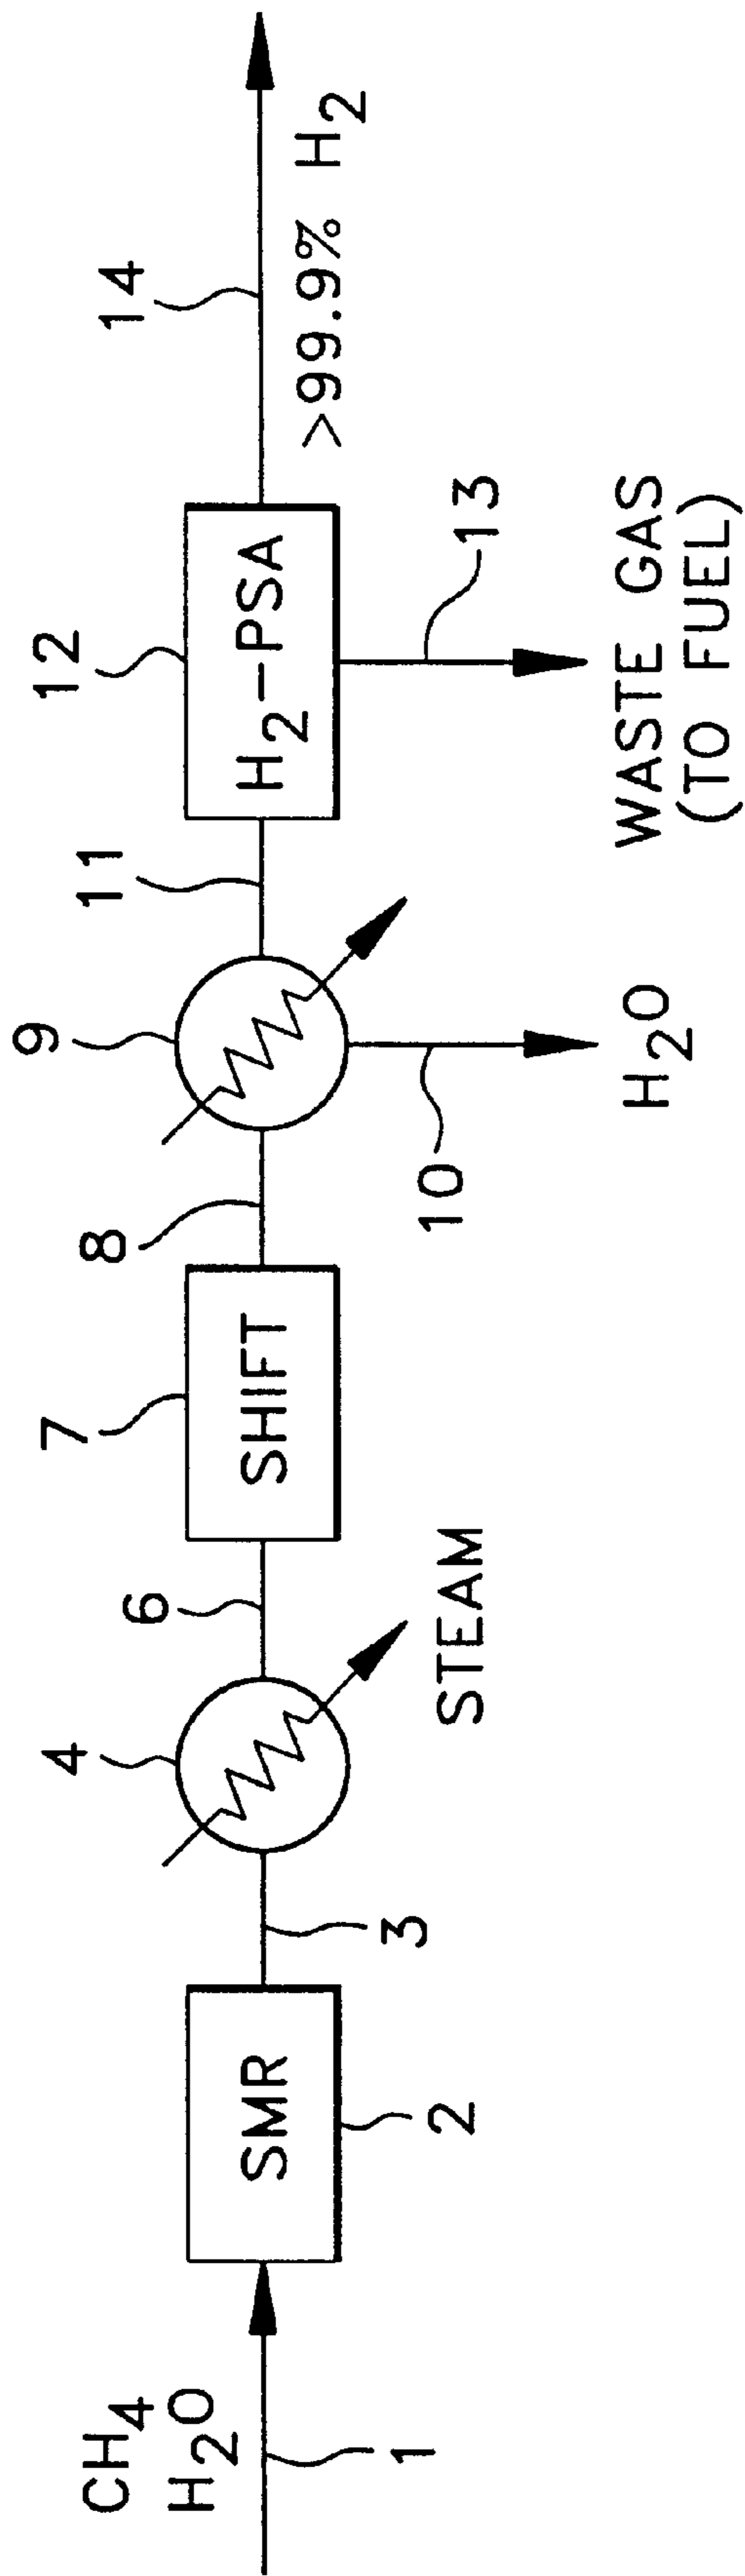 CH4
H2O
1
SMR
2
3
4
STEAM
6
SHIFT
7
8
9
10
H2O
11
H2-PSA
12
13
WASTE GAS
(TO FUEL)
14
>99.9% H2